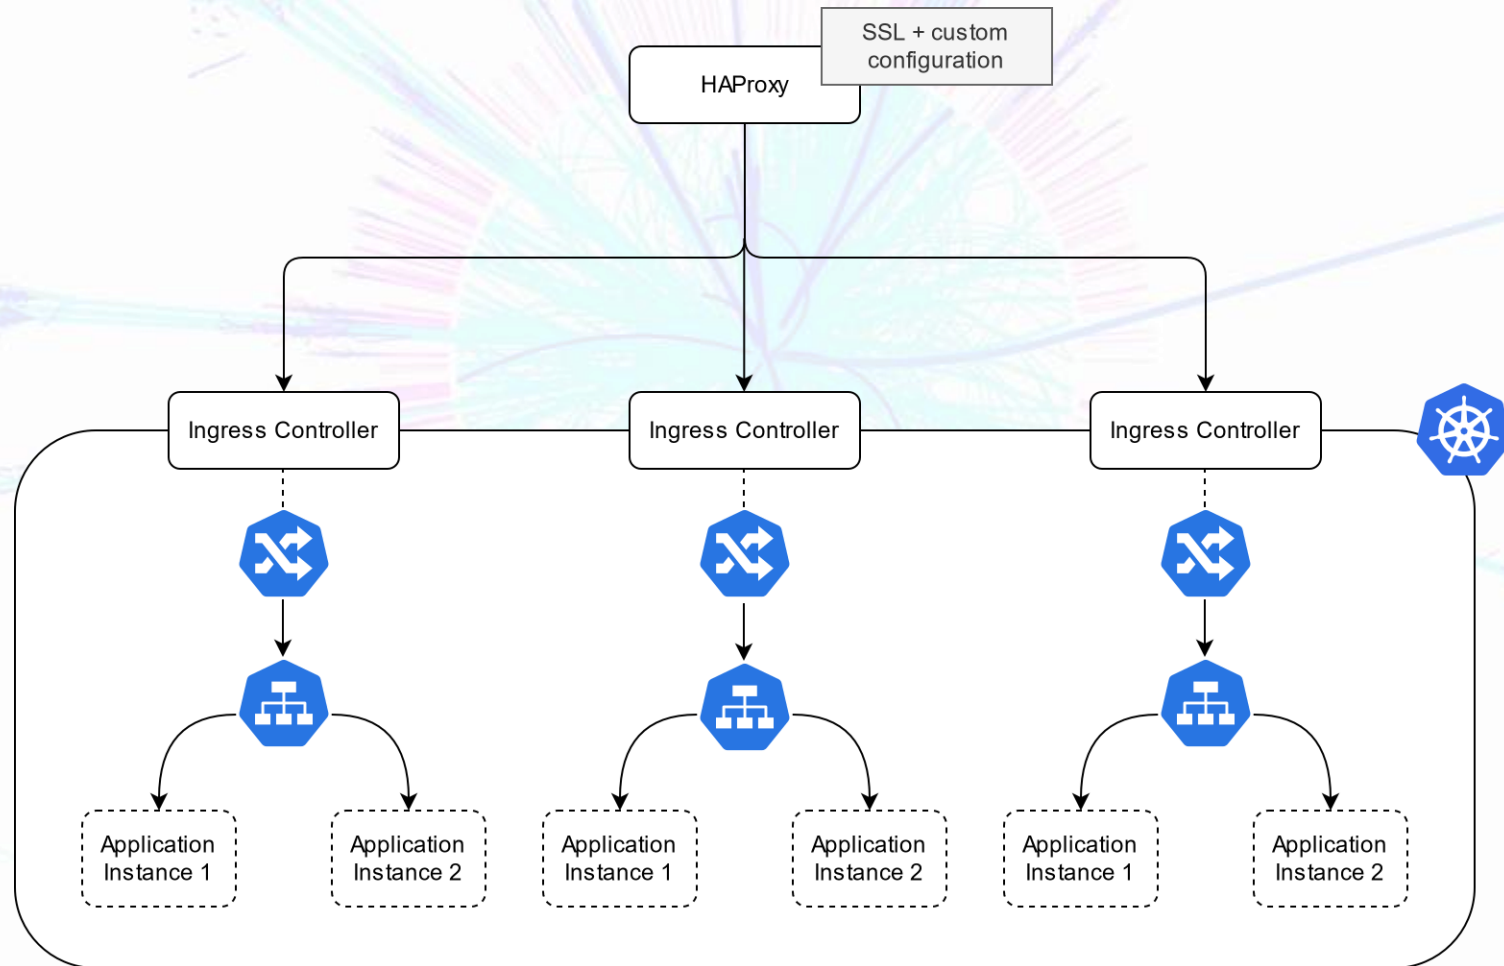 SSL + custom
configuration
HAProxy
Ingress Controller
Ingress Controller
Ingress Controller
Application
Instance 1
Application
Instance 2
Application
Instance 1
Application
Instance 2
Application
Instance 1
Application
Instance 2